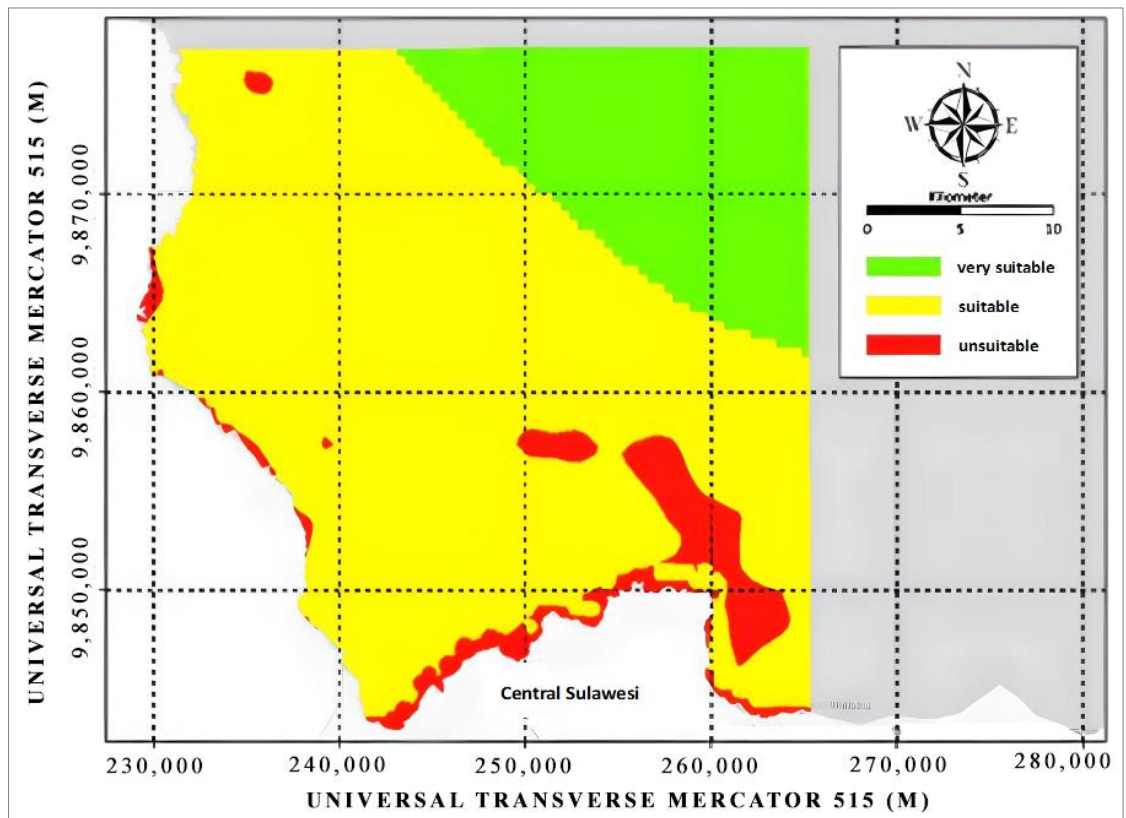 UNIVERSAL TRANSVERSE MERCATOR 515 (M)
9,870,000
9,860,000
9,850,000
N
W E
S
Kilometer
0 5 10
very suitable
suitable
unsuitable
Central Sulawesi
230,000 240,000 250,000 260,000 270,000 280,000
UNIVERSAL TRANSVERSE MERCATOR 515 (M)